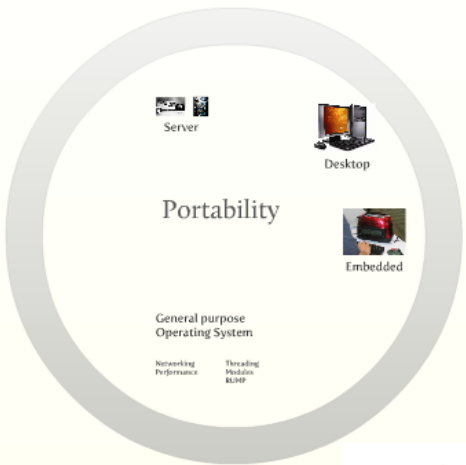 Server
Desktop
Portability
Embedded
General purpose
Operating System
Networking
Performance
Threading
Modules
RUMP